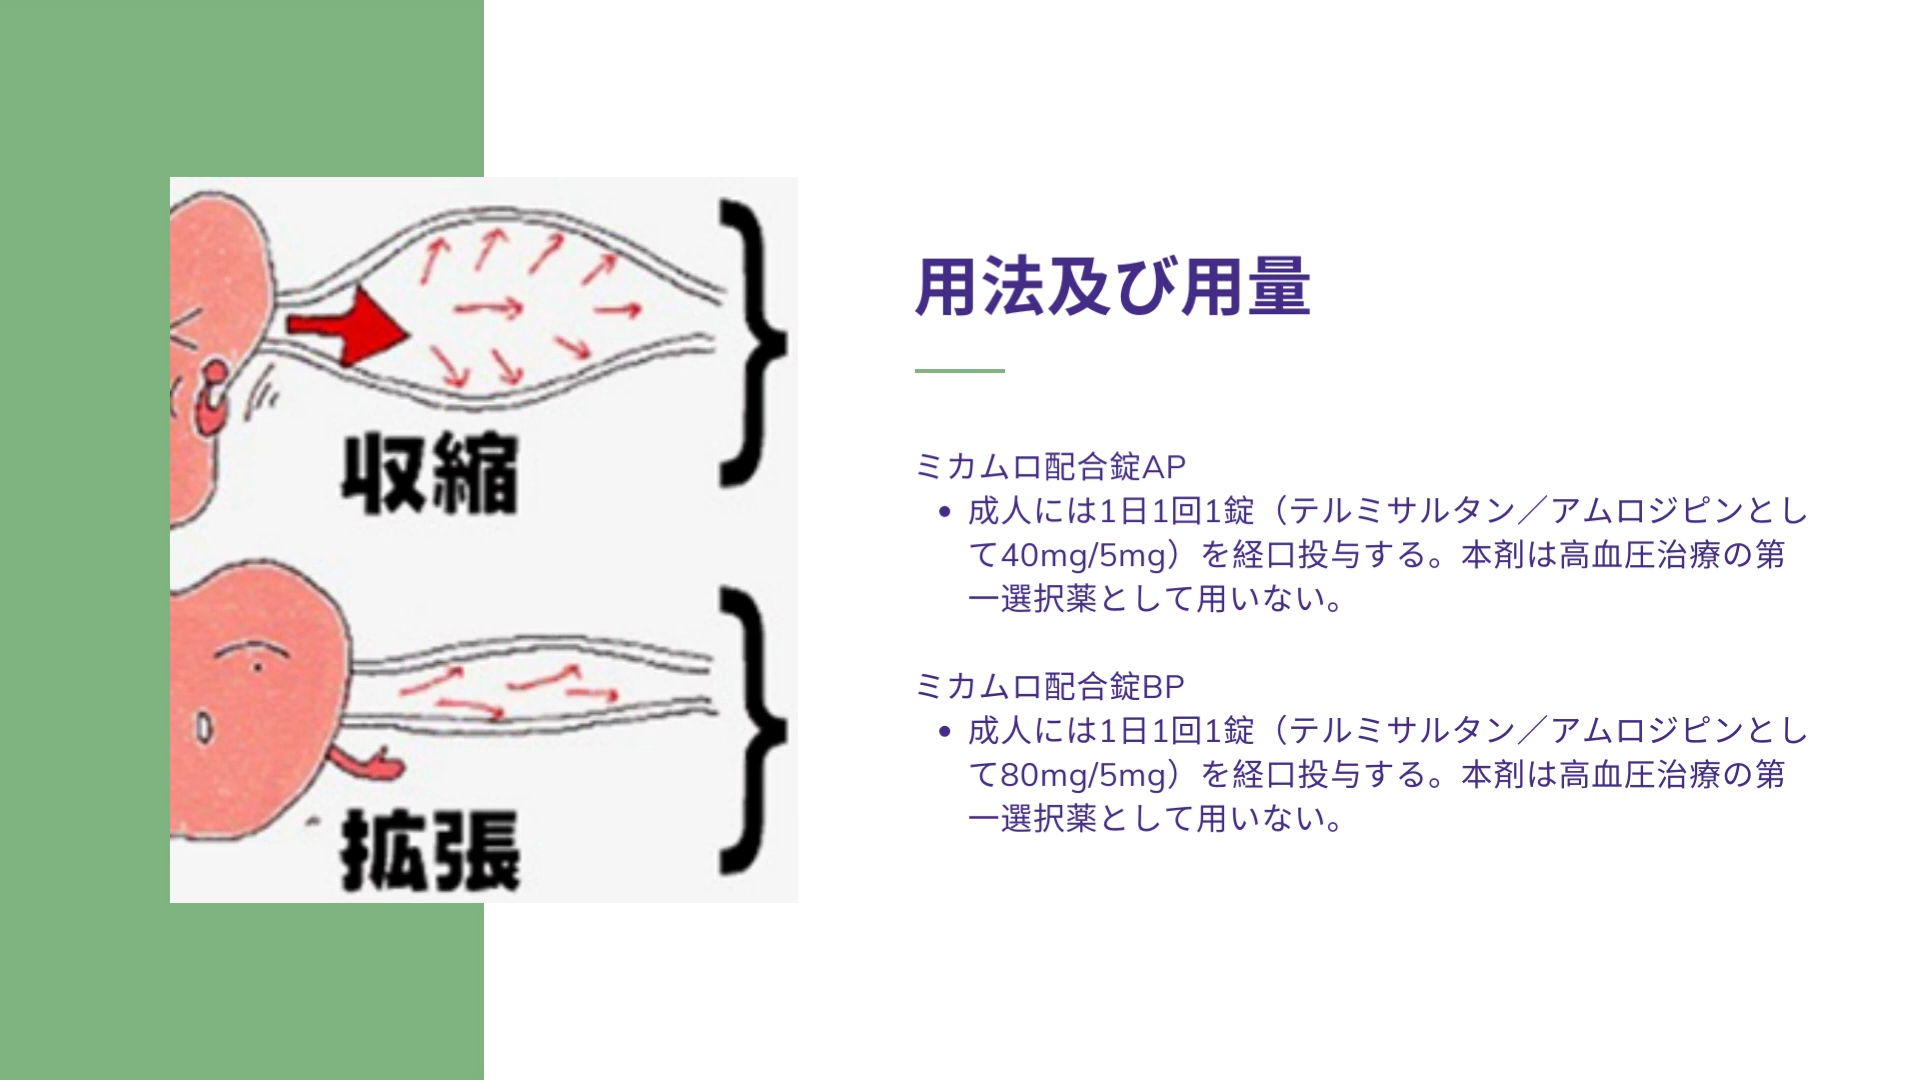 収縮
拡張
用法及び用量
ミカムロ配合錠AP
• 成人には1日1回1錠（テルミサルタン／アムロジピンとし
て40mg/5mg）を経口投与する。本剤は高血圧治療の第
一選択薬として用いない。
ミカムロ配合錠BP
• 成人には1日1回1錠（テルミサルタン／アムロジピンとし
て80mg/5mg）を経口投与する。本剤は高血圧治療の第
一選択薬として用いない。